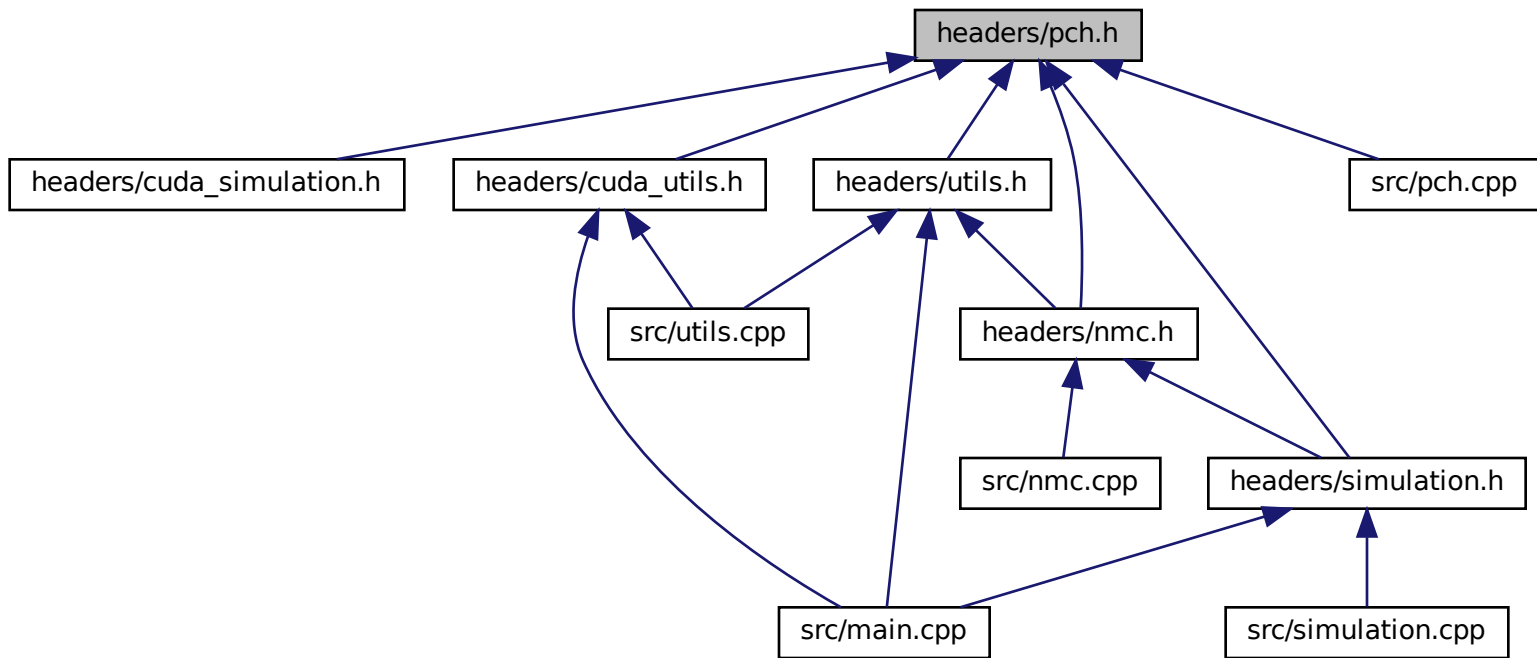 headers/pch.h
headers/cuda_simulation.h
headers/cuda_utils.h
headers/utils.h
src/pch.cpp
src/utils.cpp
headers/nmc.h
src/nmc.cpp
headers/simulation.h
src/main.cpp
src/simulation.cpp